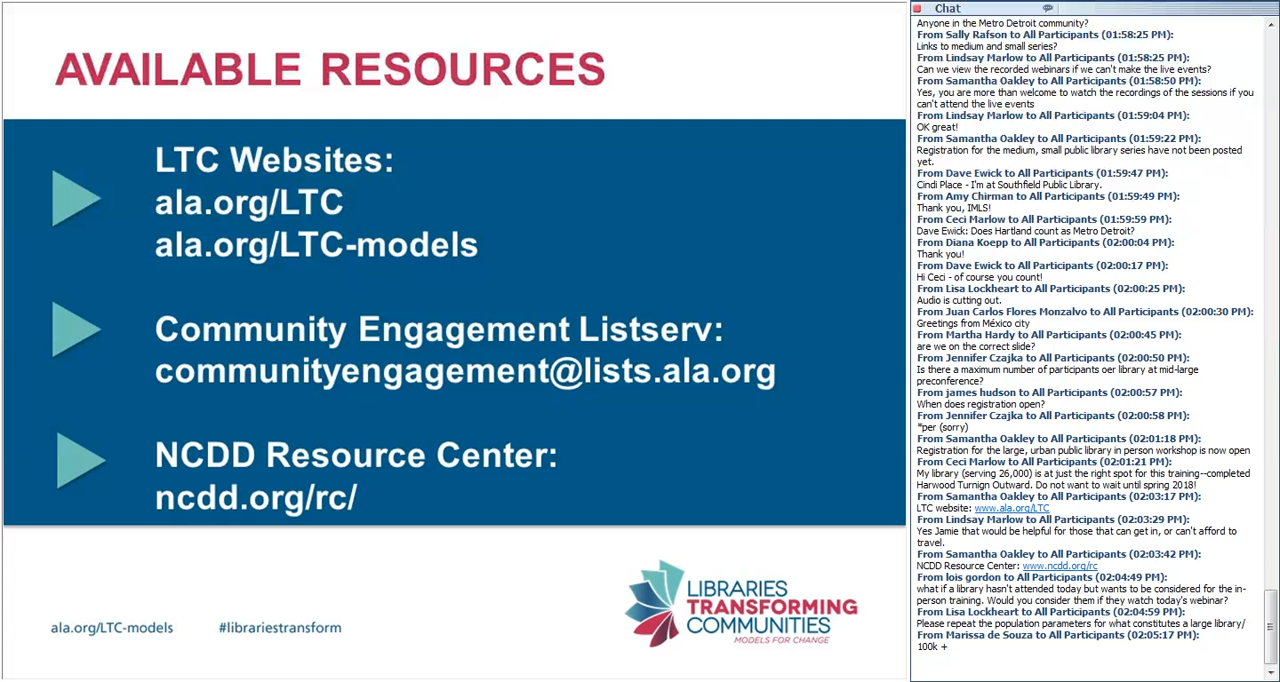 AVAILABLE RESOURCES
LTC Websites:
ala.org/LTC
ala.org/LTC-models
Community Engagement Listserv:
communityengagement@lists.ala.org
NCDD Resource Center:
ncdd.org/rc/
ala.org/LTC-models
#librariestransform
LIBRARIES
TRANSFORMING
COMMUNITIES
MODELS FOR CHANGE
Chat
Anyone in the Metro Detroit community?
From Sally Rafson to All Participants (01:58:25 PM):
Links to medium and small series?
From Lindsay Marlow to All Participants (01:58:25 PM):
Can we view the recorded webinars if we can't make the live events?
From Samantha Oakley to All Participants (01:58:50 PM):
Yes, you are more than welcome to watch the recordings of the sessions if you
can't attend the live events
From Lindsay Marlow to All Participants (01:59:04 PM):
OK great!
From Samantha Oakley to All Participants (01:59:22 PM):
Registration for the medium, small public library series have not been posted
yet.
From Dave Ewick to All Participants (01:59:47 PM):
Cindi Place - I'm at Southfield Public Library.
From Amy Chirman to All Participants (01:59:49 PM):
Thank you, IMLS!
From Ceci Marlow to All Participants (01:59:59 PM):
Dave Ewick: Does Hartland count as Metro Detroit?
From Diana Koepp to All Participants (02:00:04 PM):
Thank you!
From Dave Ewick to All Participants (02:00:17 PM):
Hi Ceci - of course you count!
From Lisa Lockheart to All Participants (02:00:25 PM):
Audio is cutting out.
From Juan Carlos Flores Monzalvo to All Participants (02:00:30 PM):
Greetings from México city
From Martha Hardy to All Participants (02:00:45 PM):
are we on the correct slide?
From Jennifer Czajka to All Participants (02:00:50 PM):
Is there a maximum number of participants oer library at mid-large
preconference?
From james hudson to All Participants (02:00:57 PM):
When does registration open?
From Jennifer Czajka to All Participants (02:00:58 PM):
*per (sorry)
From Samantha Oakley to All Participants (02:01:18 PM):
Registration for the large, urban public library in person workshop is now open
From Ceci Marlow to All Participants (02:01:21 PM):
My library (serving 26,000) is at just the right spot for this training--completed
Harwood Turnign Outward. Do not want to wait until spring 2018!
From Samantha Oakley to All Participants (02:03:17 PM):
LTC website: www.ala.org/LTC
From Lindsay Marlow to All Participants (02:03:29 PM):
Yes Jamie that would be helpful for those that can get in, or can't afford to
travel.
From Samantha Oakley to All Participants (02:03:42 PM):
NCDD Resource Center: www.ncdd.org/rc
From lois gordon to All Participants (02:04:49 PM):
what if a library hasn't attended today but wants to be considered for the in-
person training. Would you consider them if they watch today's webinar?
From Lisa Lockheart to All Participants (02:04:59 PM):
Please repeat the population parameters for what constitutes a large library/
From Marissa de Souza to All Participants (02:05:17 PM):
100k +